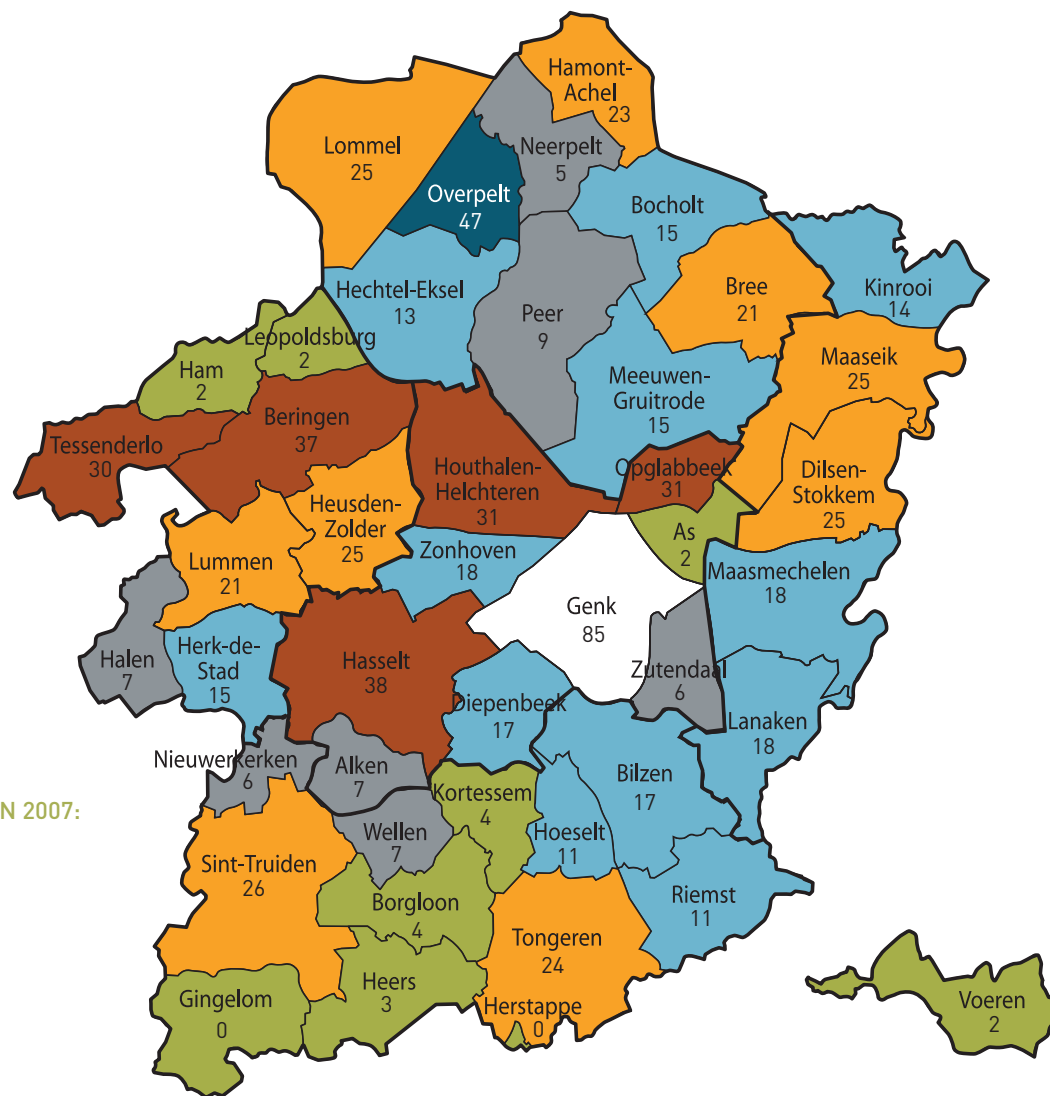 Hamont-
Achel
23
Lommel
25
Neerpelt
5
Overpelt
47
Bocholt
15
Hechtel-Eksel
13
Kinrooi
14
Bree
21
Peer
9
Leopoldsburg
2
Ham
2
Maaseik
25
Meeuwen-
Gruitrode
15
Beringen
37
Tessenderlo
30
Houthalen-
Helchteren
31
Opglabbeek
31
Dilsen-
Stokkem
25
Heusden-
Zolder
25
As
2
Zonhoven
18
Lummen
21
Maasmechelen
18
Genk
85
Halen
7
Herk-de-
Stad
15
Hasselt
38
Zutendaal
6
Diepenbeek
17
Lanaken
18
Nieuwerkerken
6
Alken
7
Bilzen
17
Kortessem
4
N 2007:
Wellen
7
Hoeselt
11
Sint-Truiden
26
Riemst
11
Borgloon
4
Tongeren
24
Heers
3
Gingelom
0
Herstappe
0
Voeren
2